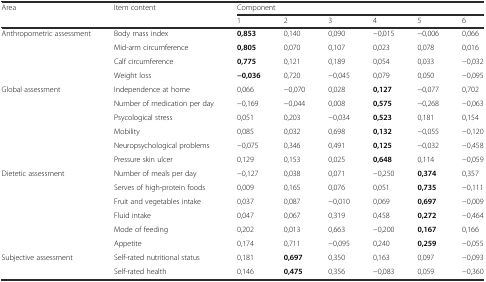 Area Item content Component
1 2 3 4 5 6
Anthropometric assessment Body mass index 0,853 0,140 0,090 −0,015 −0,006 0,066
Mid-arm circumference 0,805 0,070 0,107 0,023 0,078 0,016
Calf circumference 0,775 0,121 0,189 0,054 0,033 −0,032
Weight loss −0,036 0,720 −0,045 0,079 0,050 −0,095
Global assessment Independence at home 0,066 −0,070 0,028 0,127 −0,077 0,702
Number of medication per day −0,169 −0,044 0,008 0,575 −0,268 −0,063
Psycological stress 0,051 0,203 −0,034 0,523 0,181 0,154
Mobility 0,085 0,032 0,698 0,132 −0,055 −0,120
Neuropsychological problems −0,075 0,346 0,491 0,125 −0,032 −0,458
Pressure skin ulcer 0,129 0,153 0,025 0,648 0,114 −0,059
Dietetic assessment Number of meals per day −0,127 0,038 0,071 −0,250 0,374 0,357
Serves of high-protein foods 0,009 0,165 0,076 0,051 0,735 −0,111
Fruit and vegetables intake 0,037 0,087 −0,010 0,069 0,697 −0,009
Fluid intake 0,047 0,067 0,319 0,458 0,272 −0,464
Mode of feeding 0,202 0,013 0,663 −0,200 0,167 0,166
Appetite 0,174 0,711 −0,095 0,240 0,259 −0,055
Subjective assessment Self-rated nutritional status 0,181 0,697 0,350 0,163 0,097 −0,093
Self-rated health 0,146 0,475 0,356 −0,083 0,059 −0,360